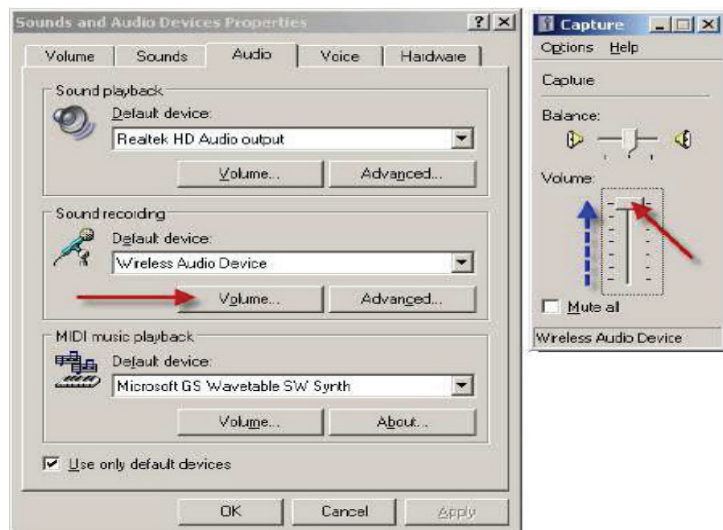 Sounds and Audio Devices Properties
Volume
Sounds
Audio
Voice
Hardware
Sound playback
Default device:
Realtek HD Audio output
Volume...
Advanced...
Sound recording
Default device:
Wireless Audio Device
Volume...
Advanced...
MIDI music playback
Default device:
Microsoft GS Wavetable SW Synth
Volume...
About...
Use only default devices
OK
Cancel
Apply
Capture
Options Help
Capture
Balance:
Volume:
Mute all
Wireless Audio Device